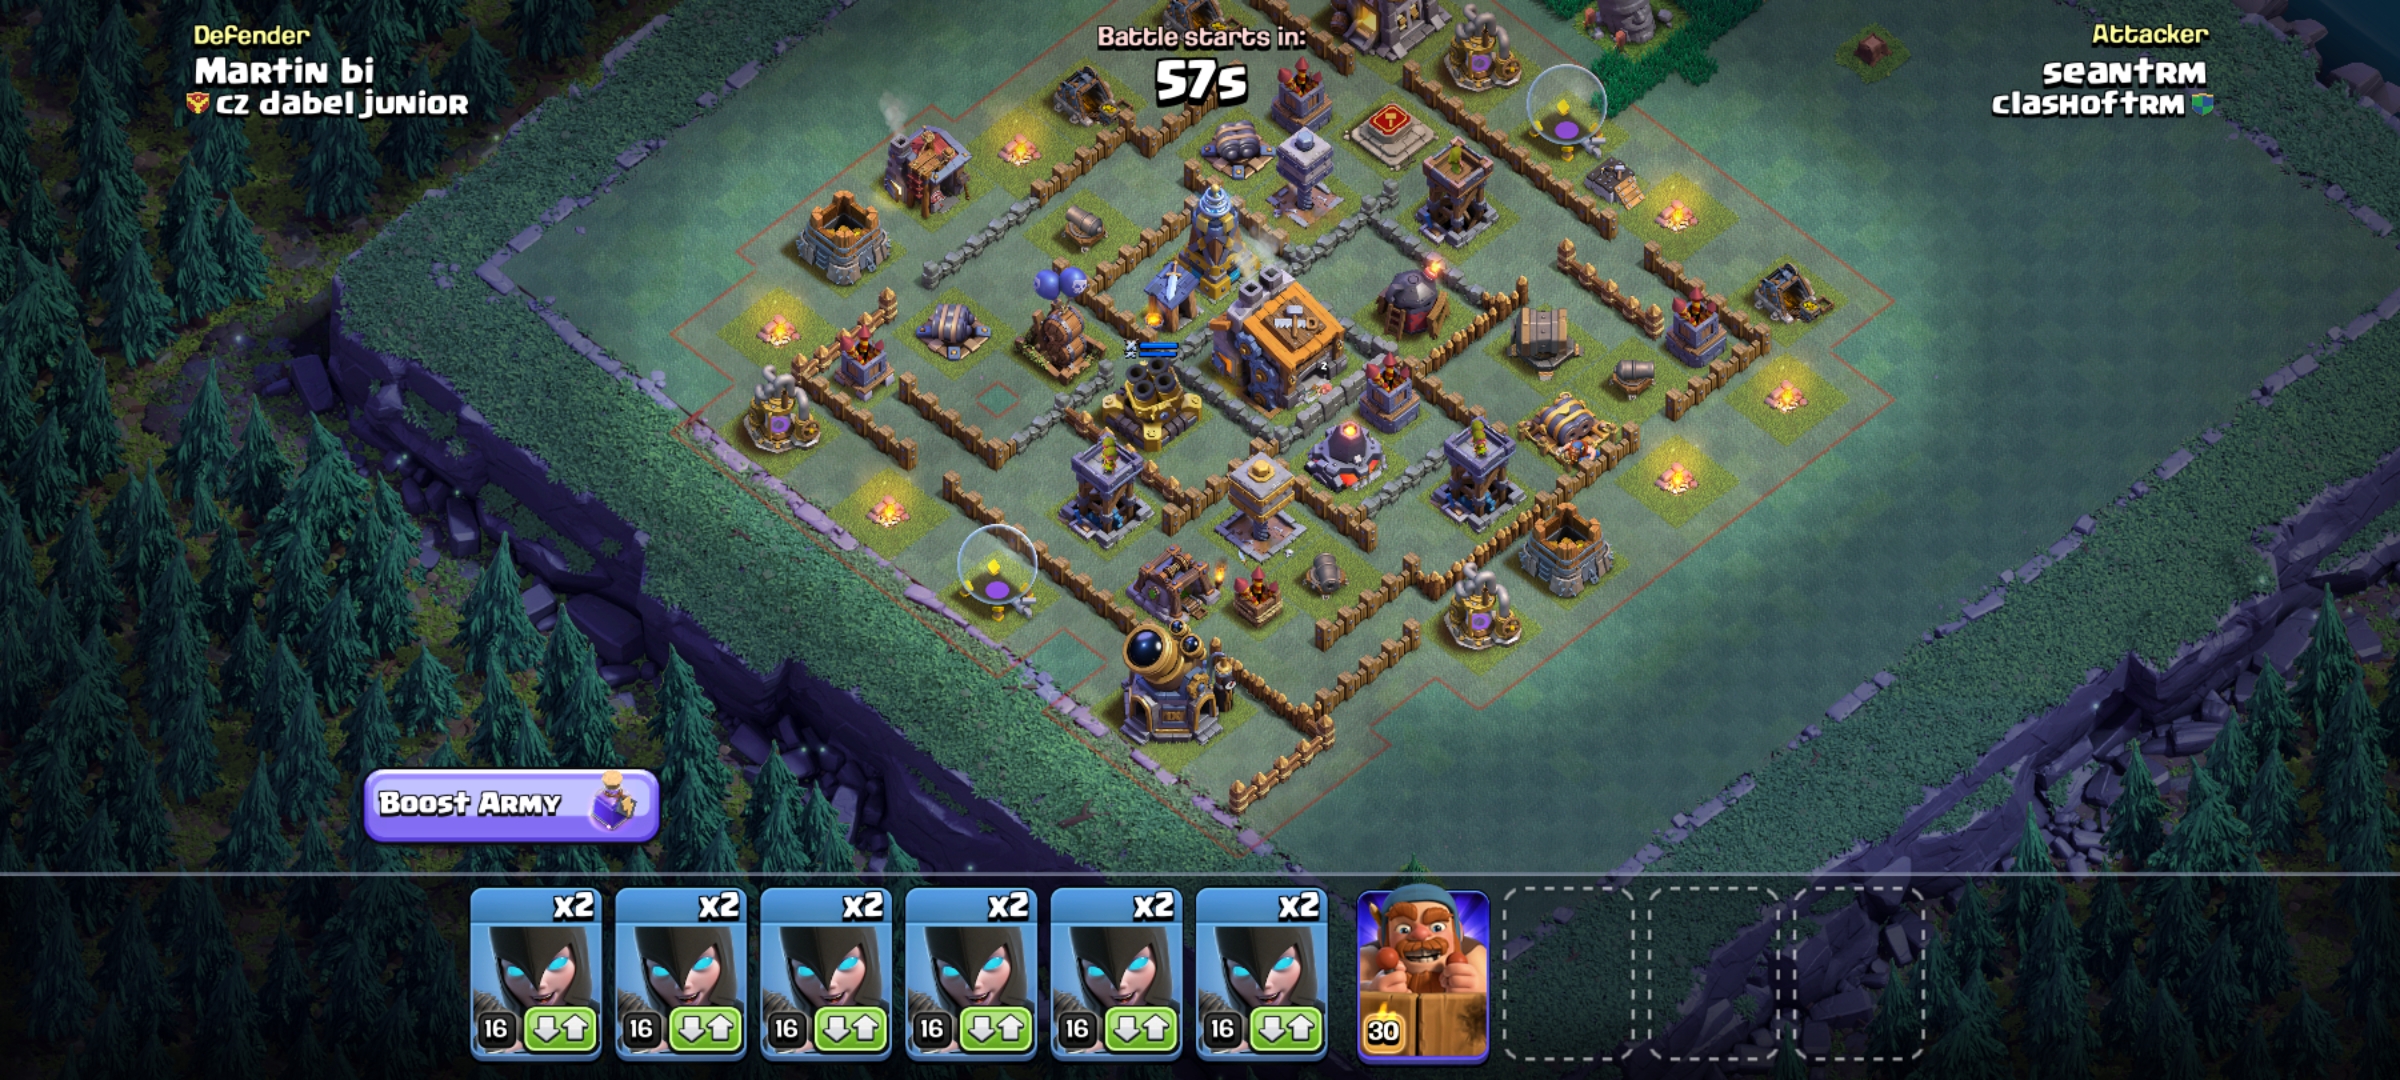 Defender
Martin bi
cz dabel junior
Battle starts in:
57s
Attacker
seantRM
clashoftRM
Boost Army
x2
x2
x2
x2
x2
x2
16
16
16
16
16
16
30